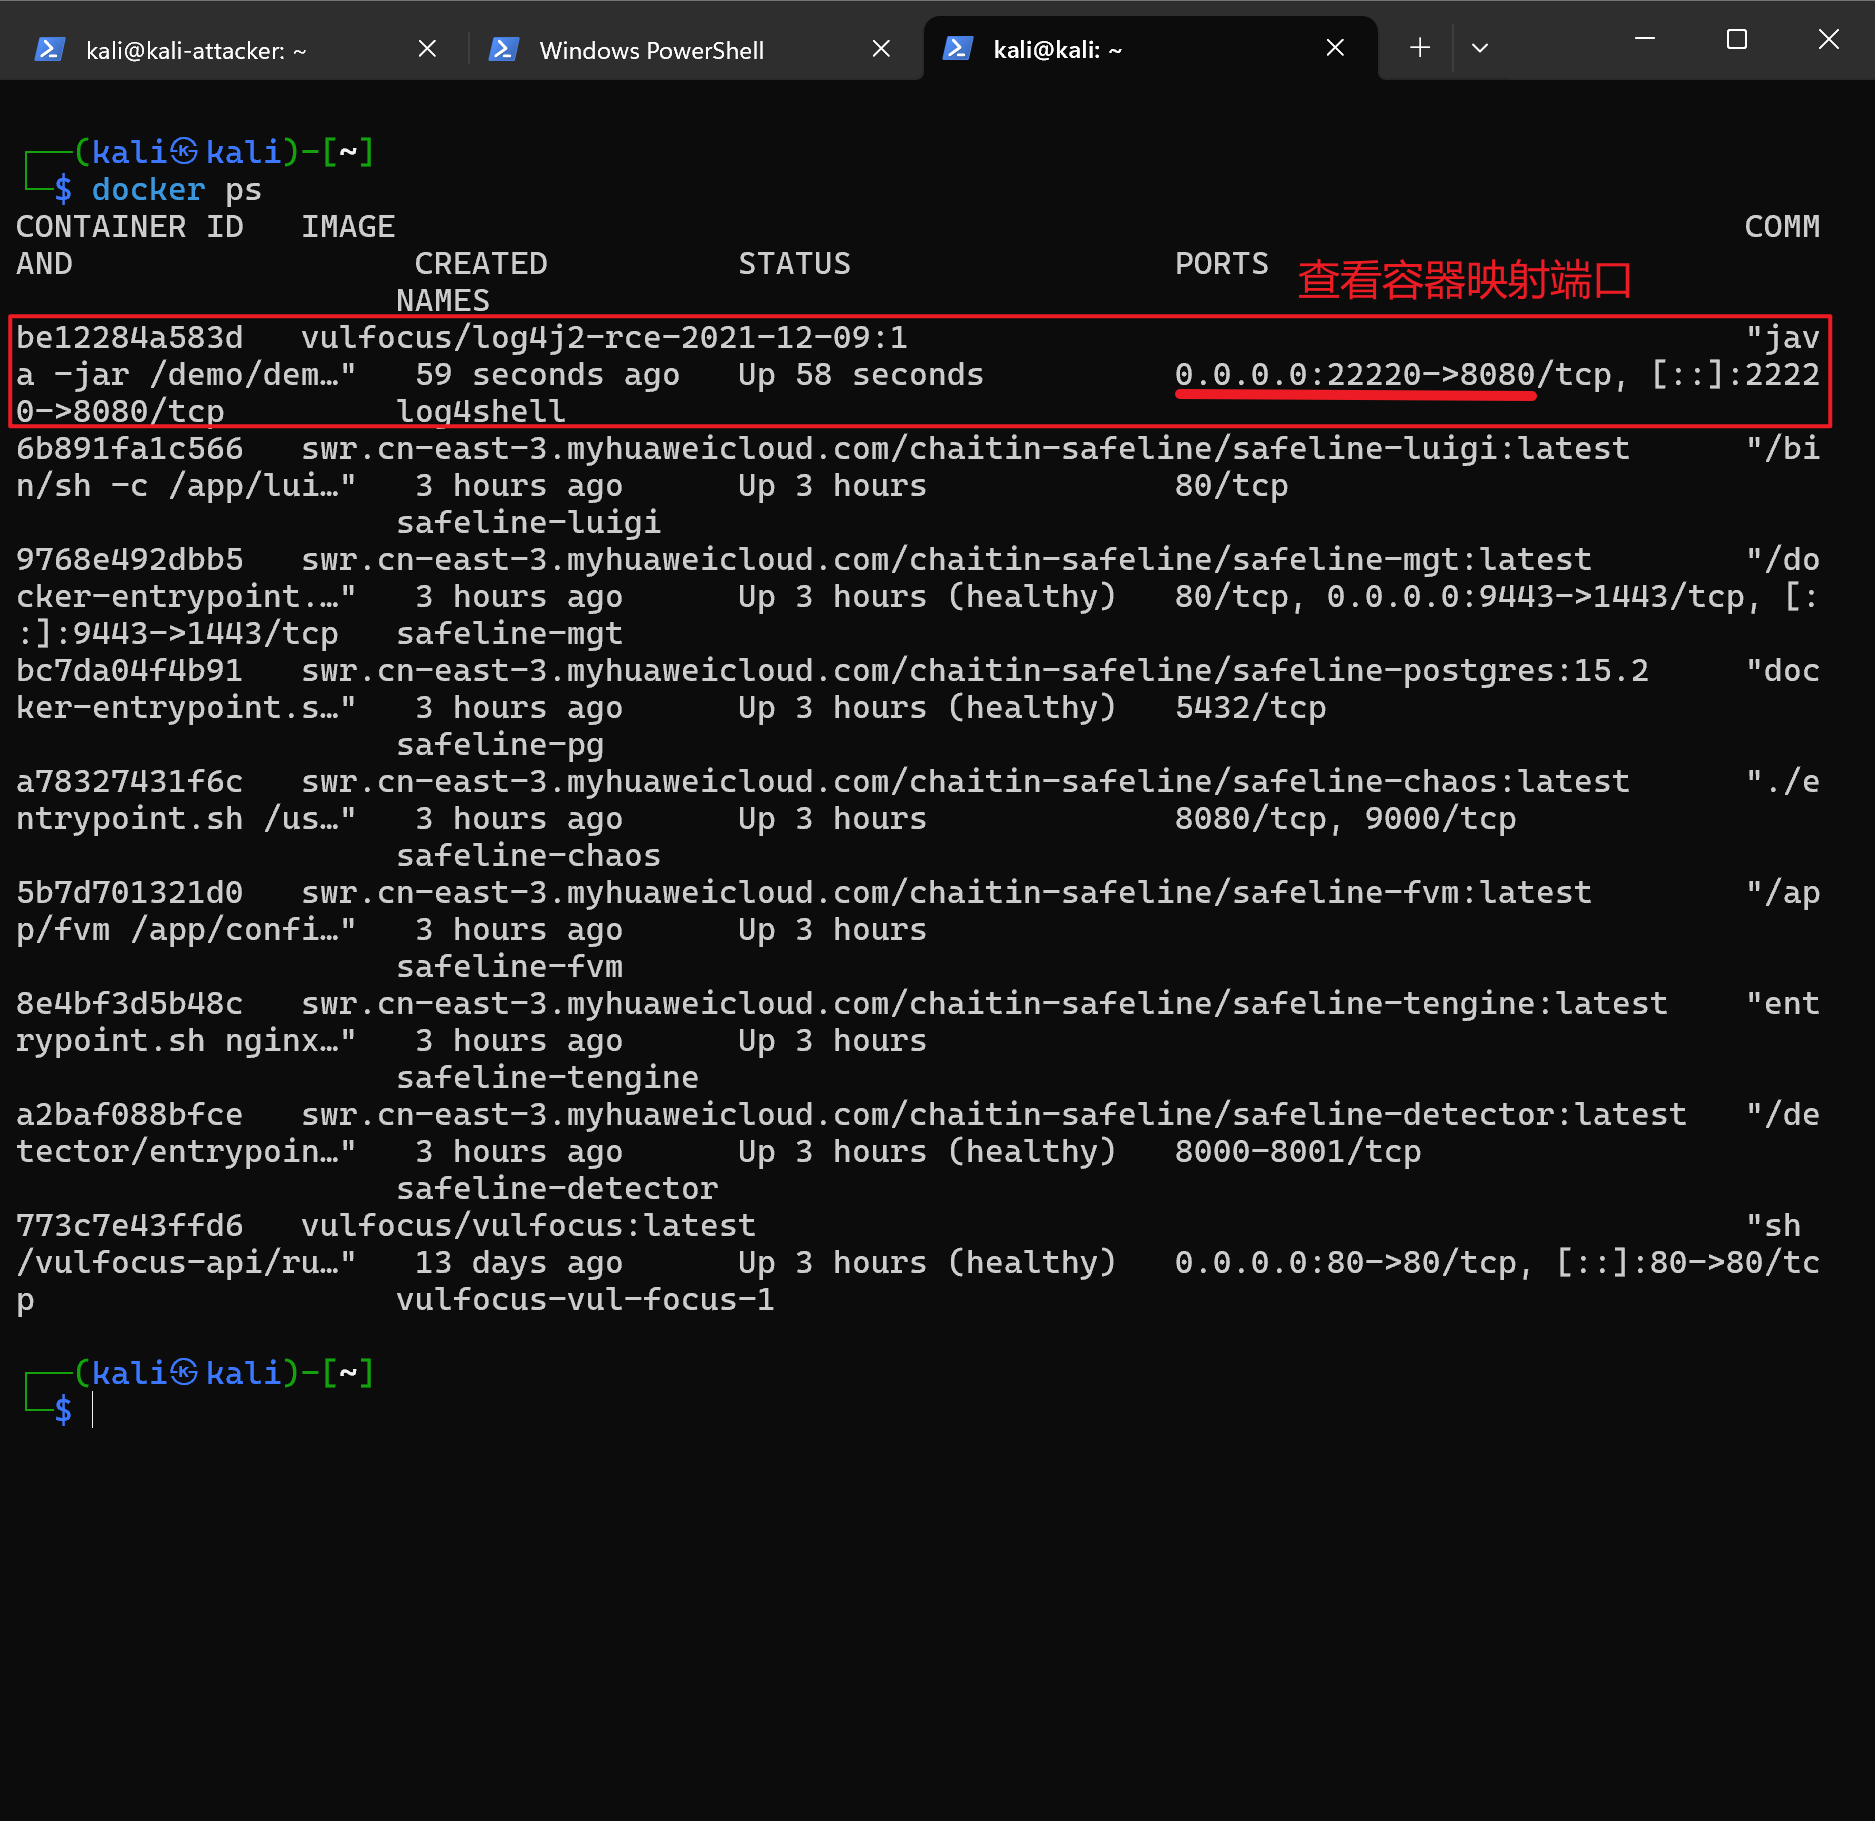 kali@kali-attacker: ~
Windows PowerShell
kali@kali: ~
┌──(kali㉿kali)-[~]
└─$ docker ps
CONTAINER ID   IMAGE                                                                       COMM
AND                  CREATED          STATUS                 PORTS
查看容器映射端口
                    NAMES
be12284a583d   vulfocus/log4j2-rce-2021-12-09:1                                            "jav
a -jar /demo/dem…"   59 seconds ago   Up 58 seconds          0.0.0.0:22220->8080/tcp, [::]:2222
0->8080/tcp         log4shell
6b891fa1c566   swr.cn-east-3.myhuaweicloud.com/chaitin-safeline/safeline-luigi:latest      "/bi
n/sh -c /app/lui…"   3 hours ago      Up 3 hours             80/tcp
                    safeline-luigi
9768e492dbb5   swr.cn-east-3.myhuaweicloud.com/chaitin-safeline/safeline-mgt:latest        "/do
cker-entrypoint.…"   3 hours ago      Up 3 hours (healthy)   80/tcp, 0.0.0.0:9443->1443/tcp, [:
:]:9443->1443/tcp   safeline-mgt
bc7da04f4b91   swr.cn-east-3.myhuaweicloud.com/chaitin-safeline/safeline-postgres:15.2     "doc
ker-entrypoint.s…"   3 hours ago      Up 3 hours (healthy)   5432/tcp
                    safeline-pg
a78327431f6c   swr.cn-east-3.myhuaweicloud.com/chaitin-safeline/safeline-chaos:latest      "./e
ntrypoint.sh /us…"   3 hours ago      Up 3 hours             8080/tcp, 9000/tcp
                    safeline-chaos
5b7d701321d0   swr.cn-east-3.myhuaweicloud.com/chaitin-safeline/safeline-fvm:latest        "/ap
p/fvm /app/confi…"   3 hours ago      Up 3 hours
                    safeline-fvm
8e4bf3d5b48c   swr.cn-east-3.myhuaweicloud.com/chaitin-safeline/safeline-tengine:latest    "ent
rypoint.sh nginx…"   3 hours ago      Up 3 hours
                    safeline-tengine
a2baf088bfce   swr.cn-east-3.myhuaweicloud.com/chaitin-safeline/safeline-detector:latest   "/de
tector/entrypoin…"   3 hours ago      Up 3 hours (healthy)   8000-8001/tcp
                    safeline-detector
773c7e43ffd6   vulfocus/vulfocus:latest                                                    "sh
/vulfocus-api/ru…"   13 days ago      Up 3 hours (healthy)   0.0.0.0:80->80/tcp, [::]:80->80/tc
p                   vulfocus-vul-focus-1
┌──(kali㉿kali)-[~]
└─$